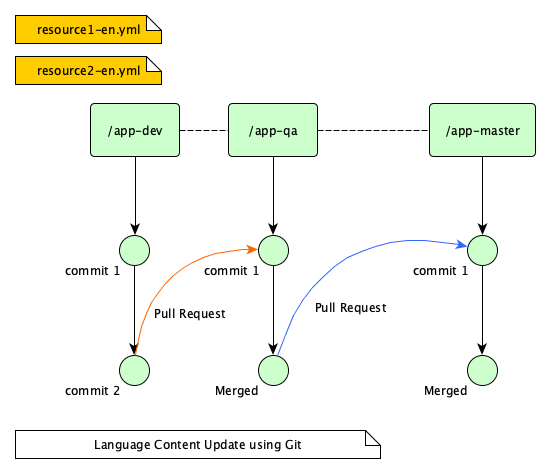 resource1-en.yml
resource2-en.yml
/app-dev
/app-qa
/app-master
commit 1
commit 1
commit 1
Pull Request
Pull Request
commit 2
Merged
Merged
Language Content Update using Git